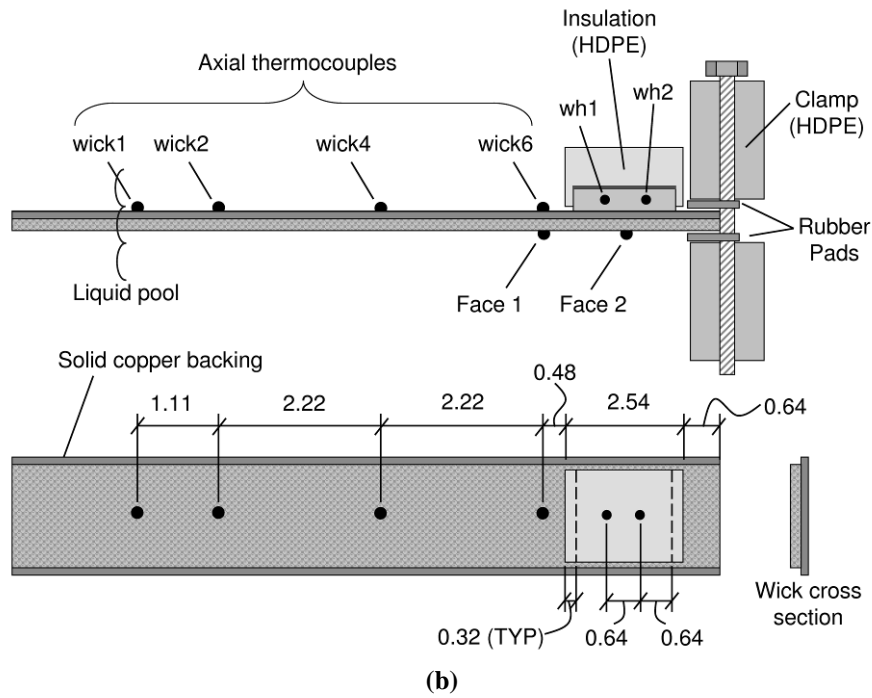 Insulation
(HDPE)
Axial thermocouples
wh1
wh2
Clamp
(HDPE)
wick1
wick2
wick4
wick6
Rubber
Pads
Liquid pool
Face 1
Face 2
Solid copper backing
1.11
2.22
2.22
0.48
2.54
0.64
Wick cross
section
0.32 (TYP)
0.64
0.64
(b)